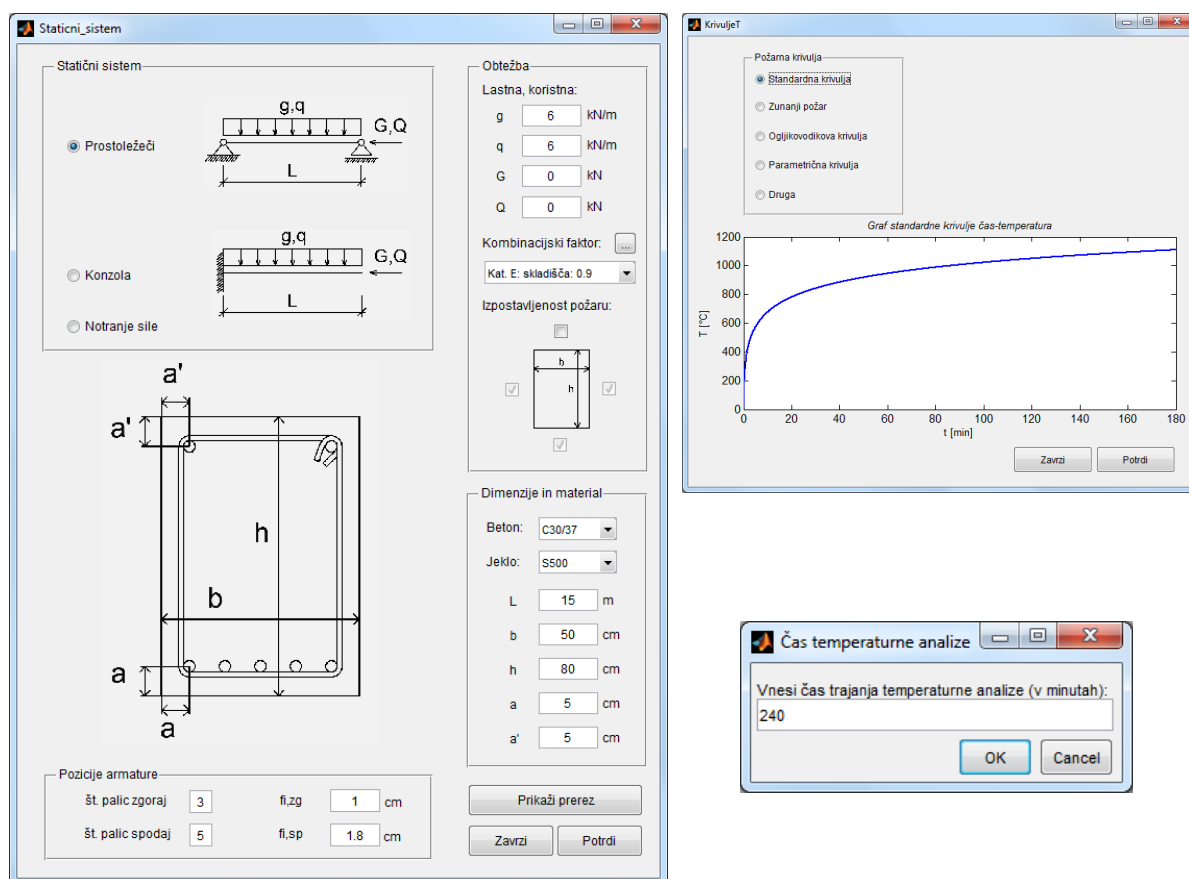 Staticni_sistem
Statični sistem
g,q
G,Q
Prostoležeči
L
g,q
G,Q
Konzola
L
Notranje sile
a'
a'
h
b
a
a
Pozicije armature
št. palic zgoraj 3 fi,zg 1 cm
št. palic spodaj 5 fi,sp 1.8 cm
Obtežba
Lastna, koristna:
g 6 kN/m
q 6 kN/m
G 0 kN
Q 0 kN
Kombinacijski faktor: ...
Kat. E: skladišča: 0.9
Izpostavljenost požaru:
b
h
Dimenzije in material
Beton: C30/37
Jeklo: S500
L 15 m
b 50 cm
h 80 cm
a 5 cm
a' 5 cm
Prikaži prerez
Zavrzi Potrdi
KrivuljeT
Požarna krivulja
Standardna krivulja
Zunanji požar
Ogljikovodikova krivulja
Parametrična krivulja
Druga
Graf standardne krivulje čas-temperatura
1200
1000
800
600
400
200
0
T [°C]
0 20 40 60 80 100 120 140 160 180
t [min]
Zavrzi Potrdi
Čas temperaturne analize
Vnesi čas trajanja temperaturne analize (v minutah):
240
OK Cancel